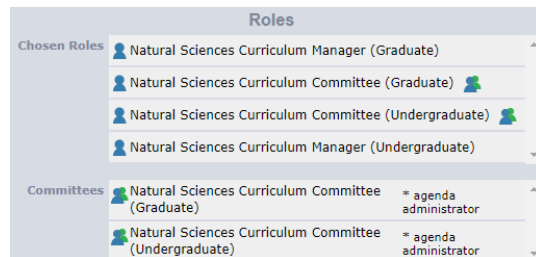 Roles
Chosen Roles
Natural Sciences Curriculum Manager (Graduate)
Natural Sciences Curriculum Committee (Graduate)
Natural Sciences Curriculum Committee (Undergraduate)
Natural Sciences Curriculum Manager (Undergraduate)
Committees
Natural Sciences Curriculum Committee
(Graduate)
* agenda
administrator
Natural Sciences Curriculum Committee
(Undergraduate)
* agenda
administrator